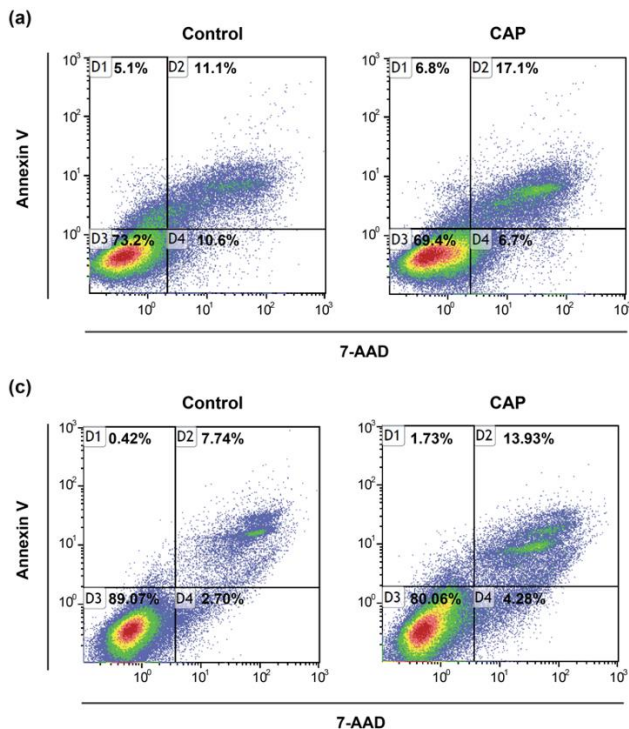 (a)
Control
CAP
D1 5.1%
D2 11.1%
D3 73.2%
D4 10.6%
D1 6.8%
D2 17.1%
D3 69.4%
D4 6.7%
Annexin V
10³
10²
10¹
10⁰
10⁰ 10¹ 10² 10³
10³
10²
10¹
10⁰
10⁰ 10¹ 10² 10³
7-AAD
(c)
Control
CAP
D1 0.42%
D2 7.74%
D3 89.07%
D4 2.70%
D1 1.73%
D2 13.93%
D3 80.06%
D4 4.28%
Annexin V
10³
10²
10¹
10⁰
10⁰ 10¹ 10² 10³
10³
10²
10¹
10⁰
10⁰ 10¹ 10² 10³
7-AAD